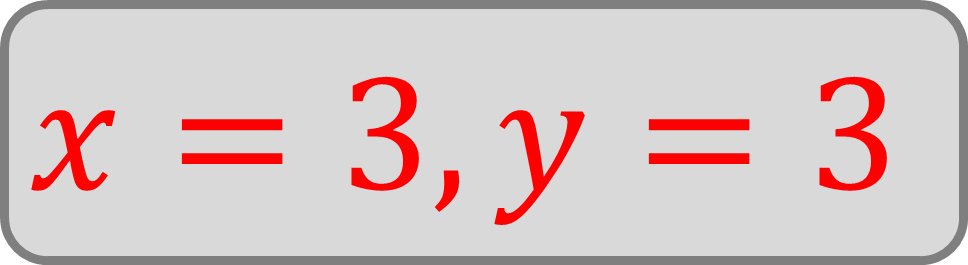 x = 3, y = 3